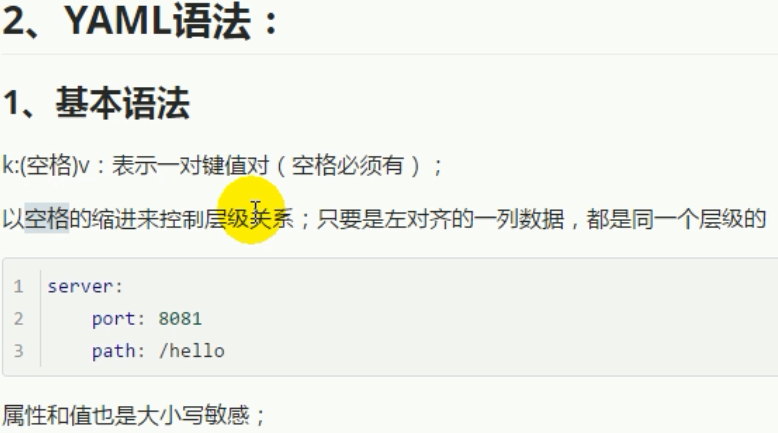 2、YAML语法：
1、基本语法
k:(空格)v：表示一对键值对（空格必须有）；
以空格的缩进来控制层级关系；只要是左对齐的一列数据，都是同一个层级的
1 server:
2     port: 8081
3     path: /hello
属性和值也是大小写敏感；